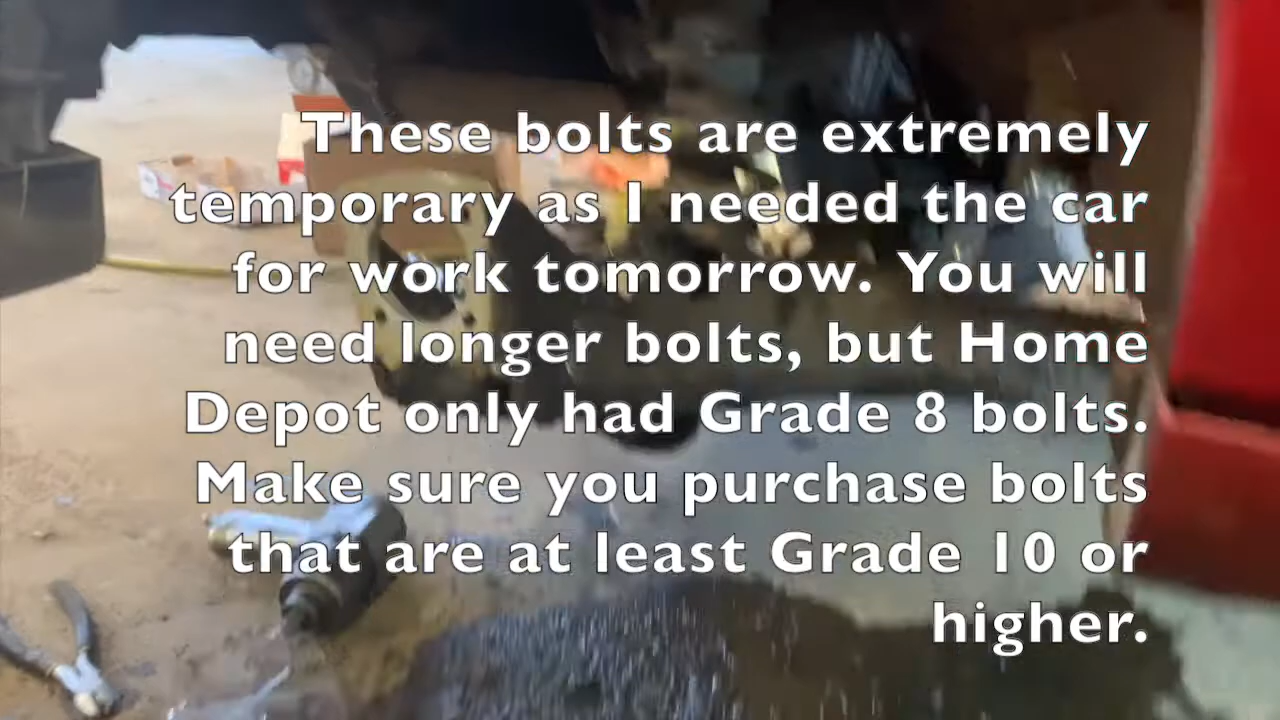 These bolts are extremely
temporary as I needed the car
for work tomorrow. You will
need longer bolts, but Home
Depot only had Grade 8 bolts.
Make sure you purchase bolts
that are at least Grade 10 or
higher.